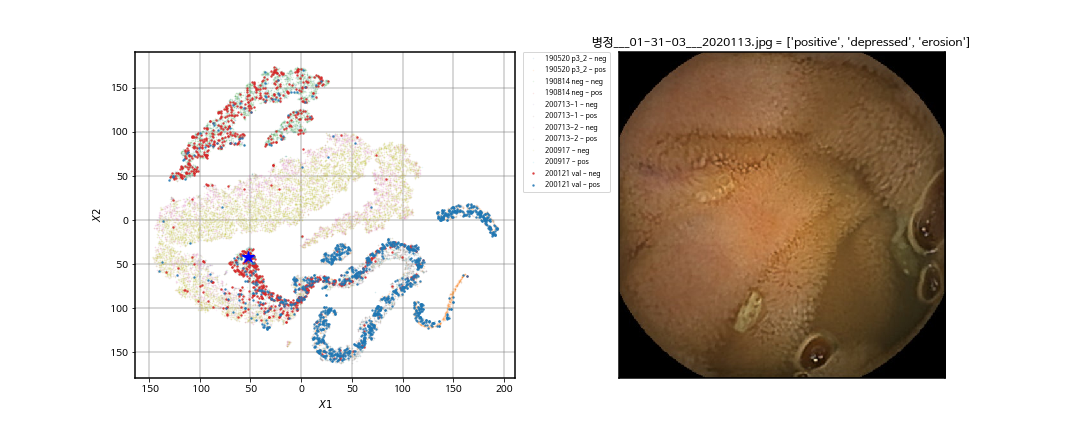 병정___01-31-03___2020113.jpg = ['positive', 'depressed', 'erosion']
190520 p3_2 - neg
190520 p3_2 - pos
190814 neg - neg
190814 neg - pos
200713-1 - neg
200713-1 - pos
200713-2 - neg
200713-2 - pos
200917 - neg
200917 - pos
200121 val - neg
200121 val - pos
150
100
50
0
50
100
150
X2
150 100 50 0 50 100 150 200
X1